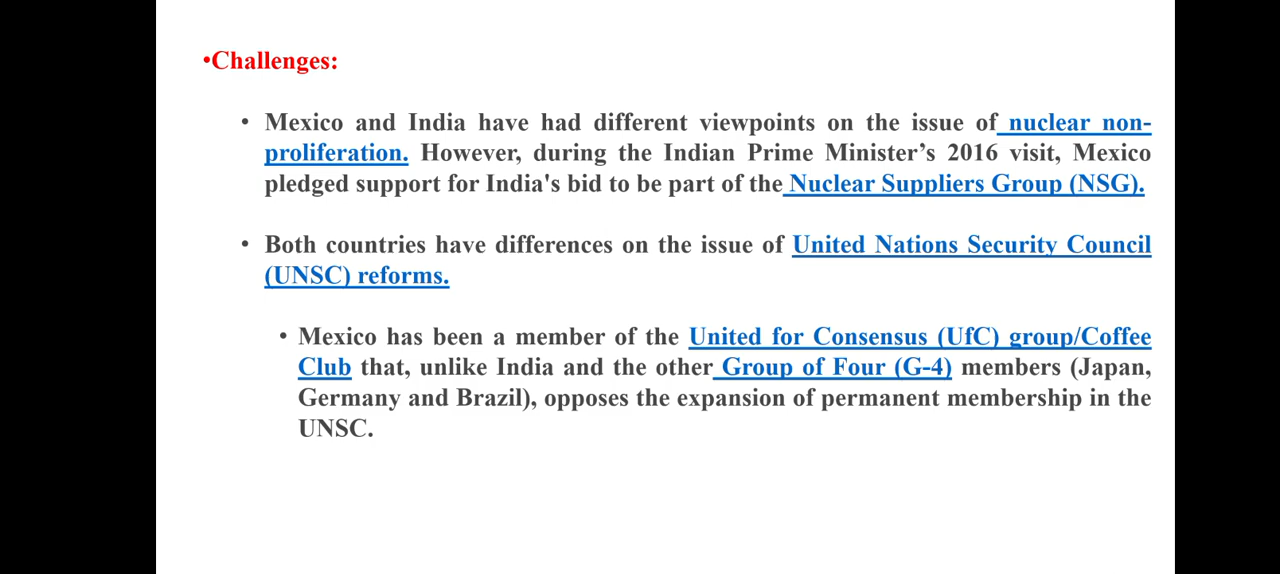 •Challenges:
• Mexico and India have had different viewpoints on the issue of nuclear non-
proliferation. However, during the Indian Prime Minister’s 2016 visit, Mexico
pledged support for India's bid to be part of the Nuclear Suppliers Group (NSG).
• Both countries have differences on the issue of United Nations Security Council
(UNSC) reforms.
• Mexico has been a member of the United for Consensus (UfC) group/Coffee
Club that, unlike India and the other Group of Four (G-4) members (Japan,
Germany and Brazil), opposes the expansion of permanent membership in the
UNSC.